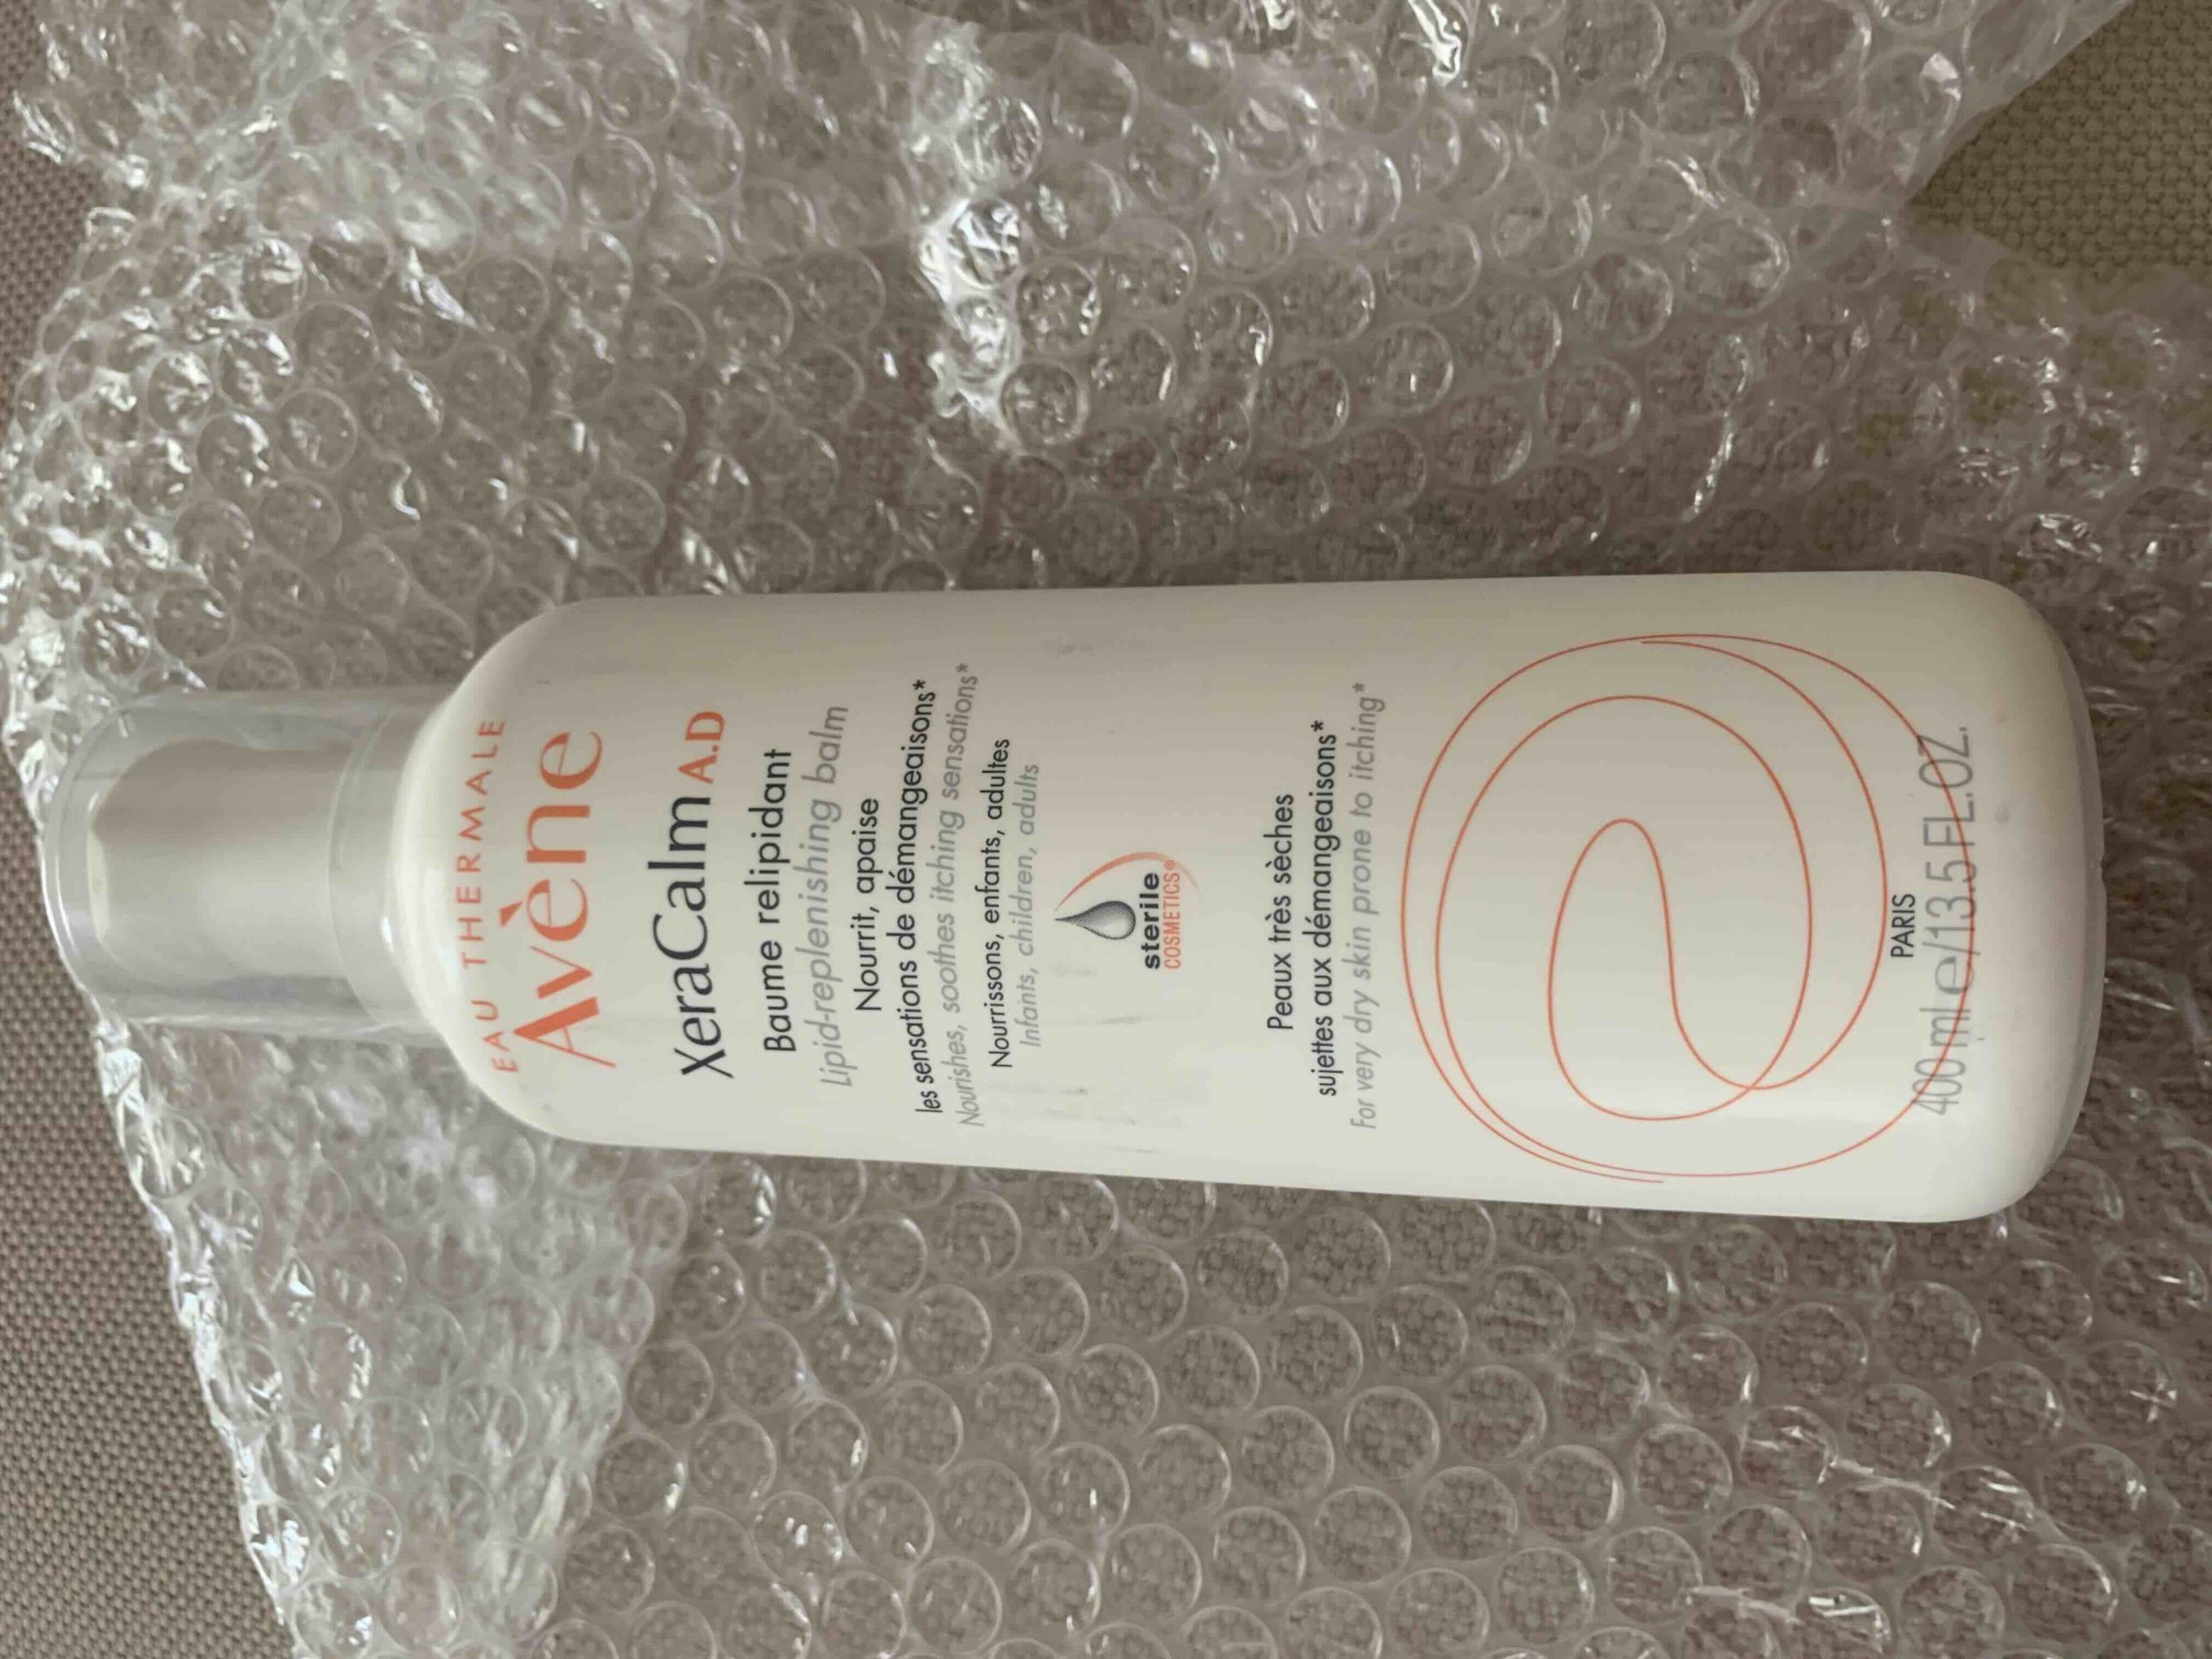 EAU THERMALE
Avène
XeraCalm A.D
Baume relipidant
Lipid-replenishing balm
Nourrit, apaise
les sensations de démangeaisons*
Nourishes, soothes itching sensations*
Nourrissons, enfants, adultes
Infants, children, adults
sterile
COSMETICS®
Peaux très sèches
sujettes aux démangeaisons*
For very dry skin prone to itching*
PARIS
400 ml e/13.5 FL.OZ.